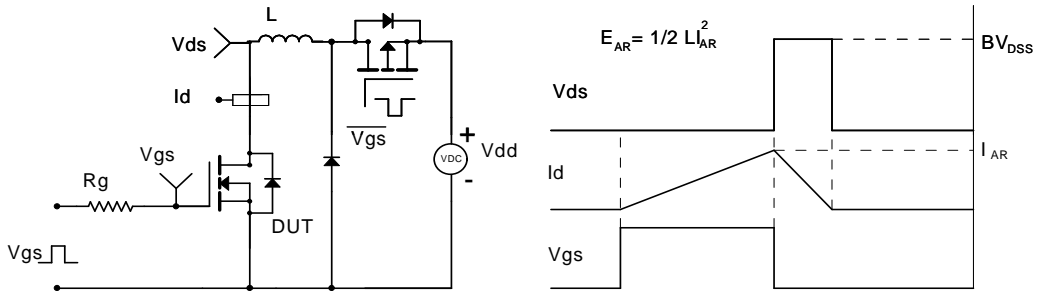 L
Vds
Id
Vgs
Rg
DUT
Vgs
Vgs
+
VDC
-
Vdd
E_AR = 1/2 LI_AR^2
BV_DSS
Vds
I_AR
Id
Vgs